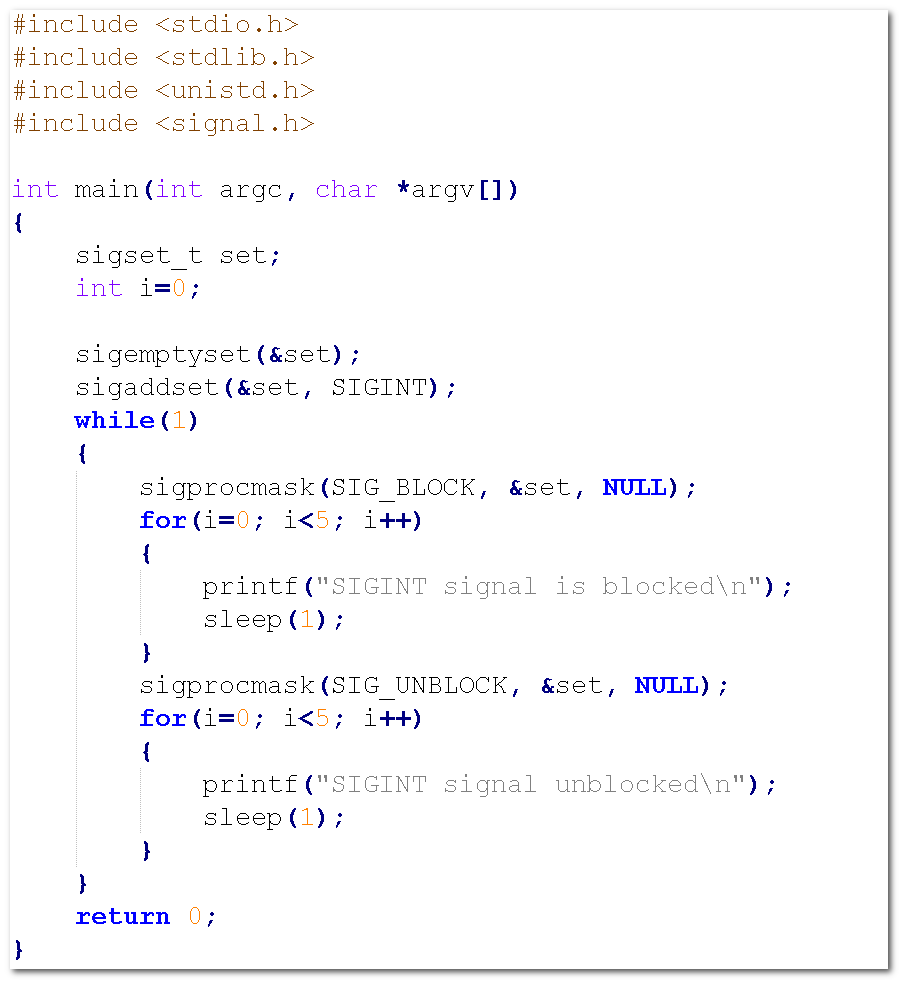 #include <stdio.h>
#include <stdlib.h>
#include <unistd.h>
#include <signal.h>

int main(int argc, char *argv[])
{
    sigset_t set;
    int i=0;

    sigemptyset(&set);
    sigaddset(&set, SIGINT);
    while(1)
    {
        sigprocmask(SIG_BLOCK, &set, NULL);
        for(i=0; i<5; i++)
        {
            printf("SIGINT signal is blocked\n");
            sleep(1);
        }
        sigprocmask(SIG_UNBLOCK, &set, NULL);
        for(i=0; i<5; i++)
        {
            printf("SIGINT signal unblocked\n");
            sleep(1);
        }
    }
    return 0;
}